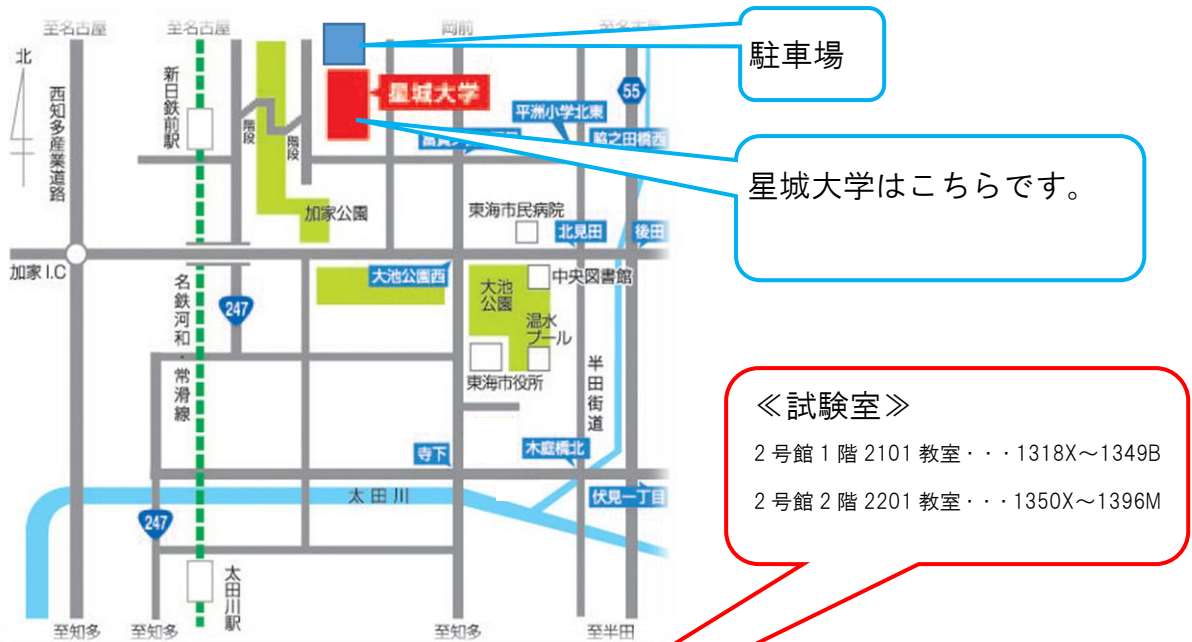 至名古屋
至名古屋
岡前
至名古屋
駐車場
北
西知多産業道路
新日鉄前駅
階段
階段
星城大学
平洲小学北東
55
脇之田橋西
星城大学はこちらです。
加家公園
東海市民病院
北見田
後田
加家I.C
大池公園西
中央図書館
大池
公園
247
名鉄河和・常滑線
温水
プール
東海市役所
半田街道
≪試験室≫
2号館1階2101教室・・・1318X~1349B
2号館2階2201教室・・・1350X~1396M
寺下
木庭橋北
太田川
伏見一丁目
247
太田川駅
至知多
至知多
至知多
至半田